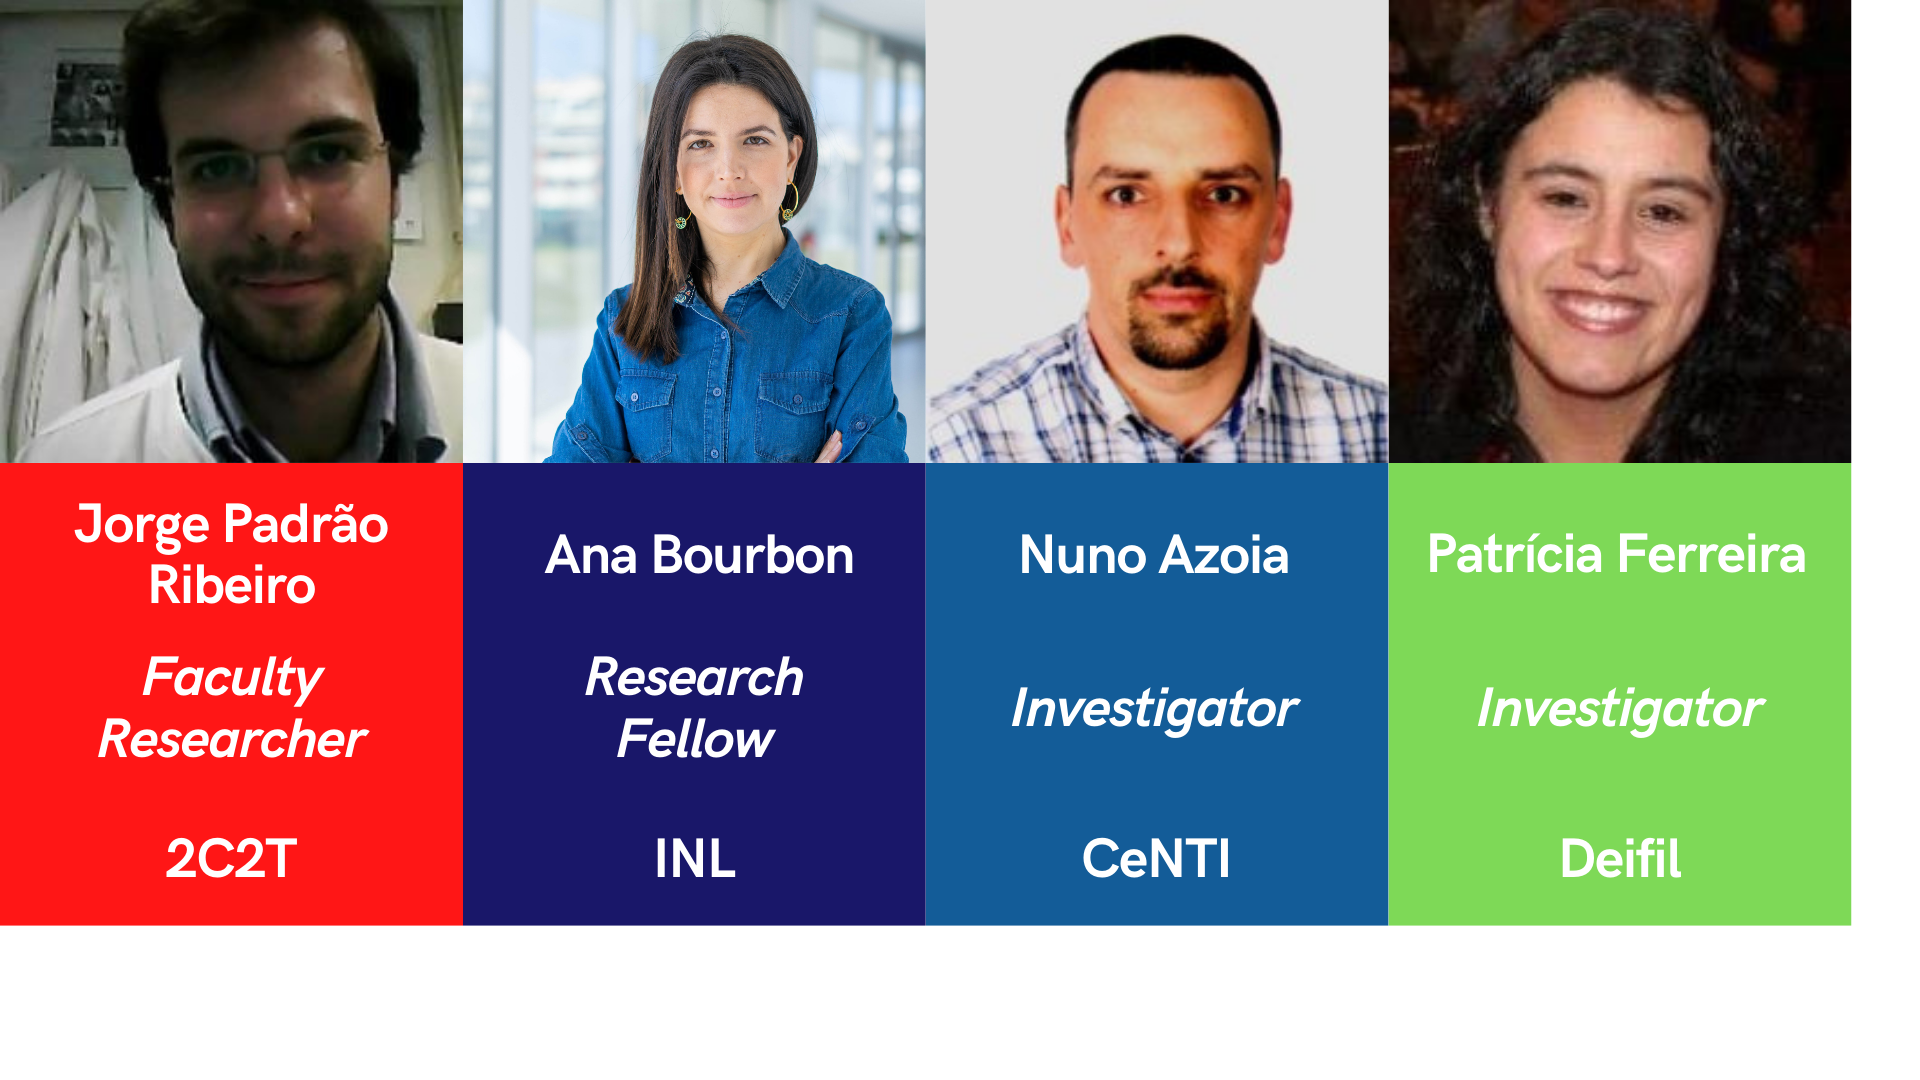 Jorge Padrão
Ribeiro
Faculty
Researcher
2C2T
Ana Bourbon
Research
Fellow
INL
Nuno Azoia
Investigator
CeNTI
Patrícia Ferreira
Investigator
Deifil